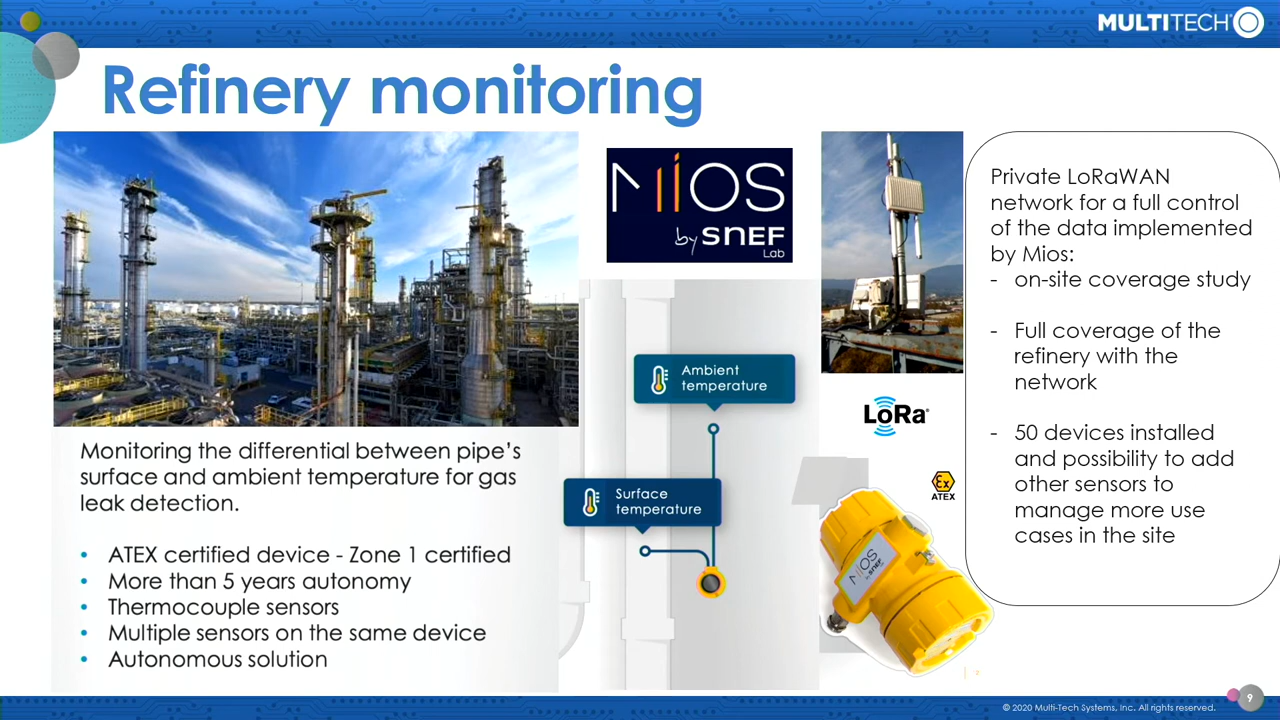 MULTITECH
Refinery monitoring
MiOS
by SNEF
Lab
Ambient
temperature
Surface
temperature
Monitoring the differential between pipe’s
surface and ambient temperature for gas
leak detection.
• ATEX certified device - Zone 1 certified
• More than 5 years autonomy
• Thermocouple sensors
• Multiple sensors on the same device
• Autonomous solution
LoRa®
Ex
ATEX
MiOS
by SNEF
Private LoRaWAN
network for a full control
of the data implemented
by Mios:
- on-site coverage study
- Full coverage of the
refinery with the
network
- 50 devices installed
and possibility to add
other sensors to
manage more use
cases in the site
9
© 2020 Multi-Tech Systems, Inc. All rights reserved.